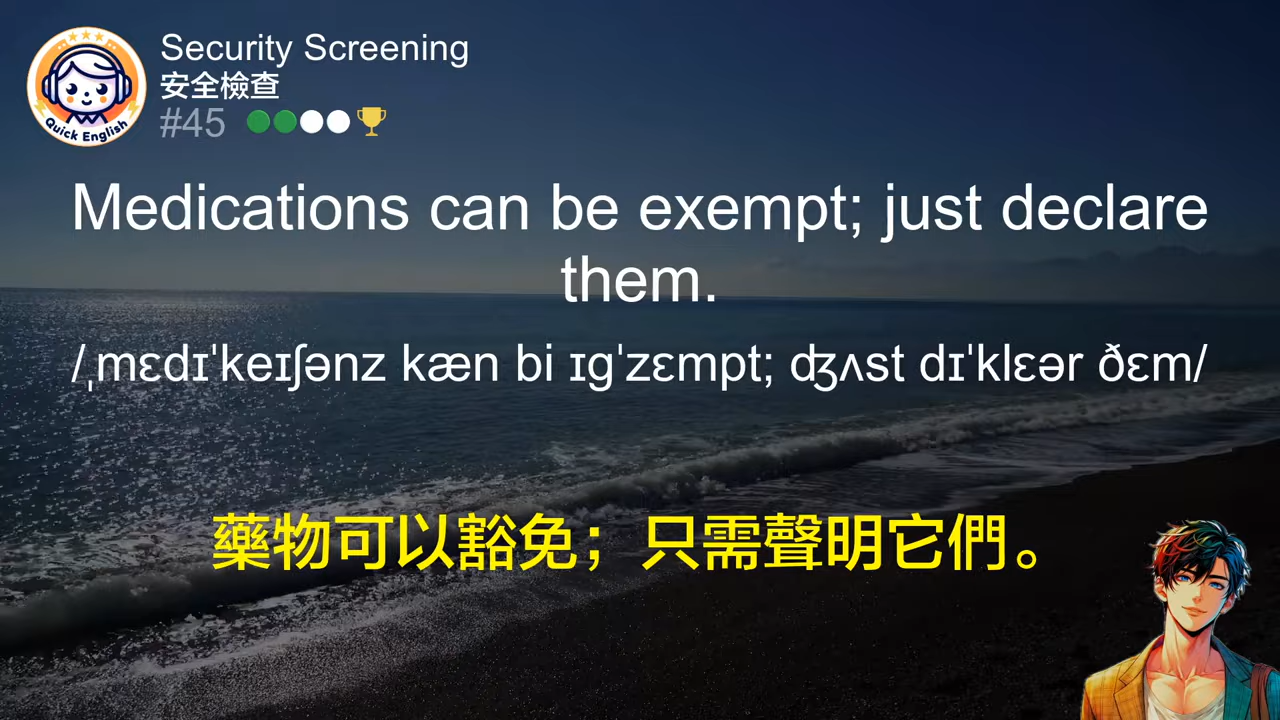 Security Screening
安全檢查
#45
Quick English
Medications can be exempt; just declare
them.
/ˌmɛdɪˈkeɪʃənz kæn bi ɪɡˈzɛmpt; ʤʌst dɪˈklɛər ðɛm/
藥物可以豁免；只需聲明它們。